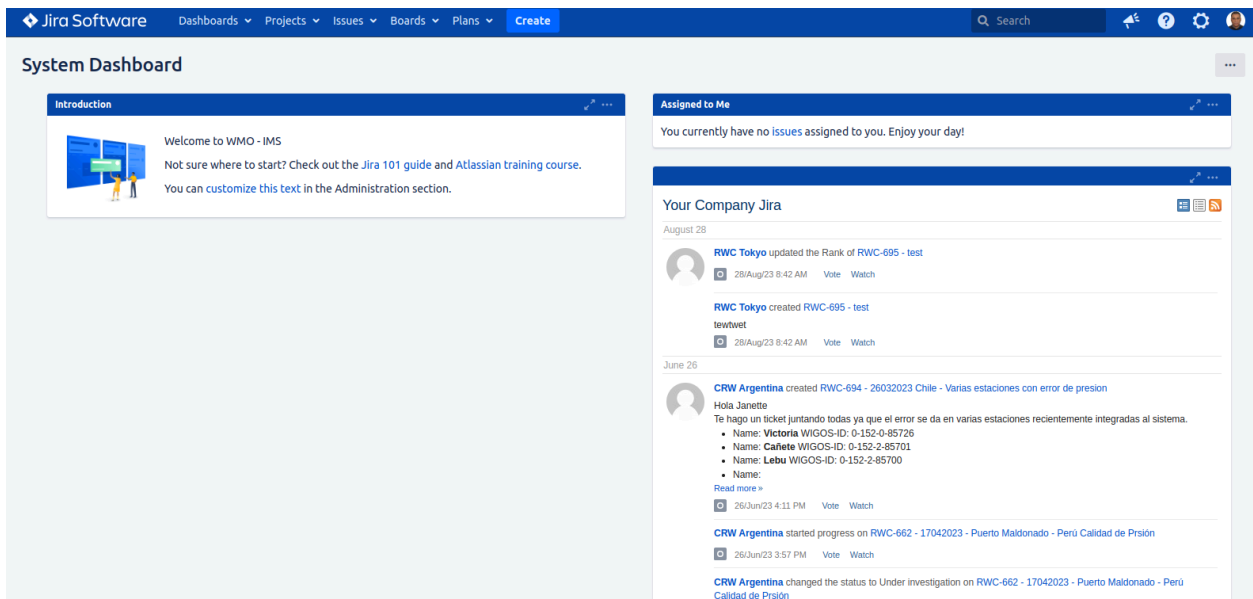 Jira Software Dashboards Projects Issues Boards Plans Create Search
System Dashboard
Introduction
Welcome to WMO - IMS
Not sure where to start? Check out the Jira 101 guide and Atlassian training course.
You can customize this text in the Administration section.
Assigned to Me
You currently have no issues assigned to you. Enjoy your day!
Your Company Jira
August 28
RWC Tokyo updated the Rank of RWC-695 - test
28/Aug/23 8:42 AM Vote Watch
RWC Tokyo created RWC-695 - test
tewtwet
28/Aug/23 8:42 AM Vote Watch
June 26
CRW Argentina created RWC-694 - 26032023 Chile - Varias estaciones con error de presion
Hola Janette
Te hago un ticket juntando todas ya que el error se da en varias estaciones recientemente integradas al sistema.
• Name: Victoria WIGOS-ID: 0-152-0-85726
• Name: Cañete WIGOS-ID: 0-152-2-85701
• Name: Lebu WIGOS-ID: 0-152-2-85700
• Name:
Read more »
26/Jun/23 4:11 PM Vote Watch
CRW Argentina started progress on RWC-662 - 17042023 - Puerto Maldonado - Perú Calidad de Prsión
26/Jun/23 3:57 PM Vote Watch
CRW Argentina changed the status to Under investigation on RWC-662 - 17042023 - Puerto Maldonado - Perú
Calidad de Prsión